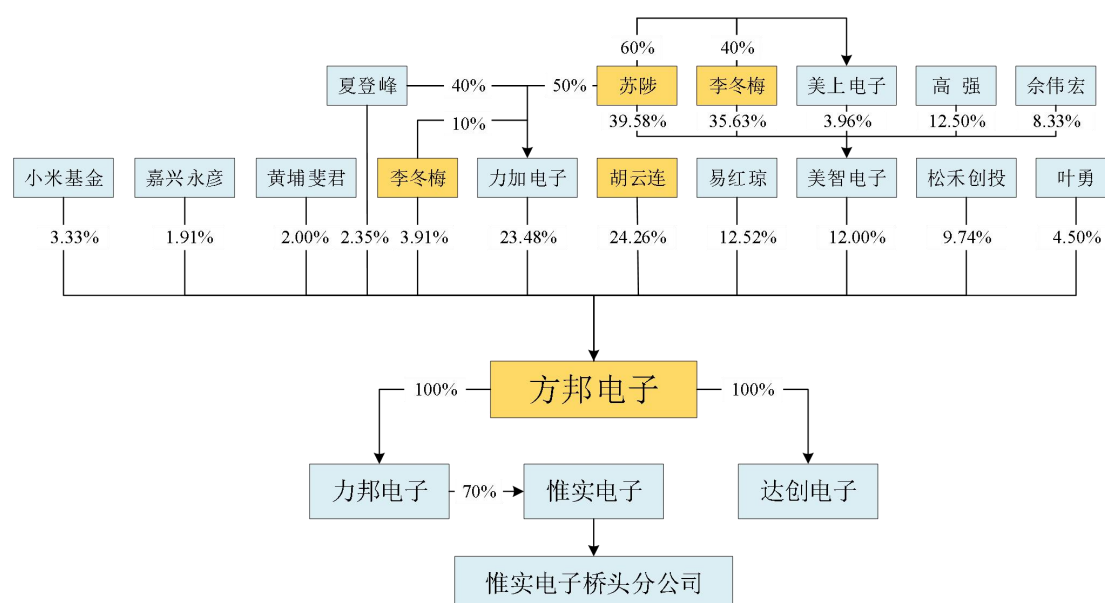 60% 40%
夏登峰 40% 50% 苏陟 李冬梅 美上电子 高 强 佘伟宏
39.58% 35.63% 3.96% 12.50% 8.33%
10%
小米基金 嘉兴永彦 黄埔斐君 李冬梅 力加电子 胡云连 易红琼 美智电子 松禾创投 叶勇
3.33% 1.91% 2.00% 2.35% 3.91% 23.48% 24.26% 12.52% 12.00% 9.74% 4.50%
100% 方邦电子 100%
力邦电子 70% 惟实电子 达创电子
惟实电子桥头分公司